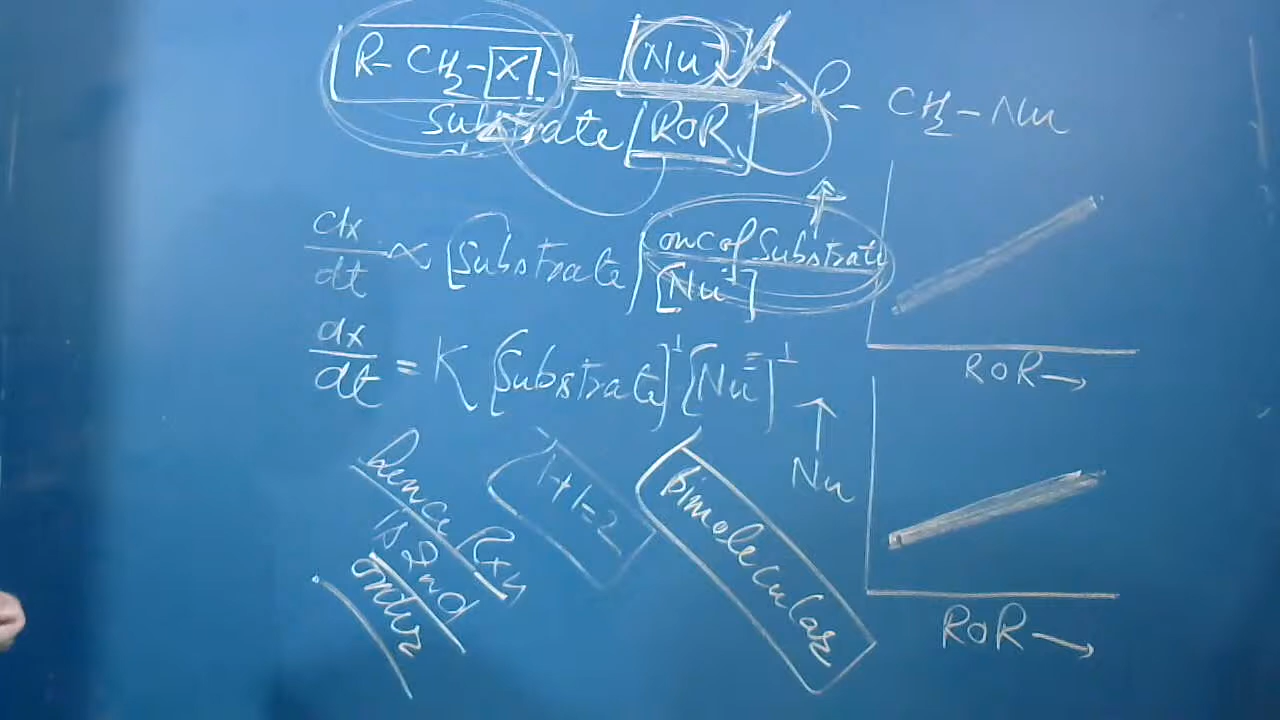 R- CH2-X Nu⁻
Substrate ROR R- CH2-Nu
dx/dt ∝ [Substrate] [Nu⁻]
conc of Substrate
dx/dt = K [Substrate]¹ [Nu⁻]¹
ROR →
Nu
hence Rxn
is 2nd
order
1+1=2
bimolecular
ROR →